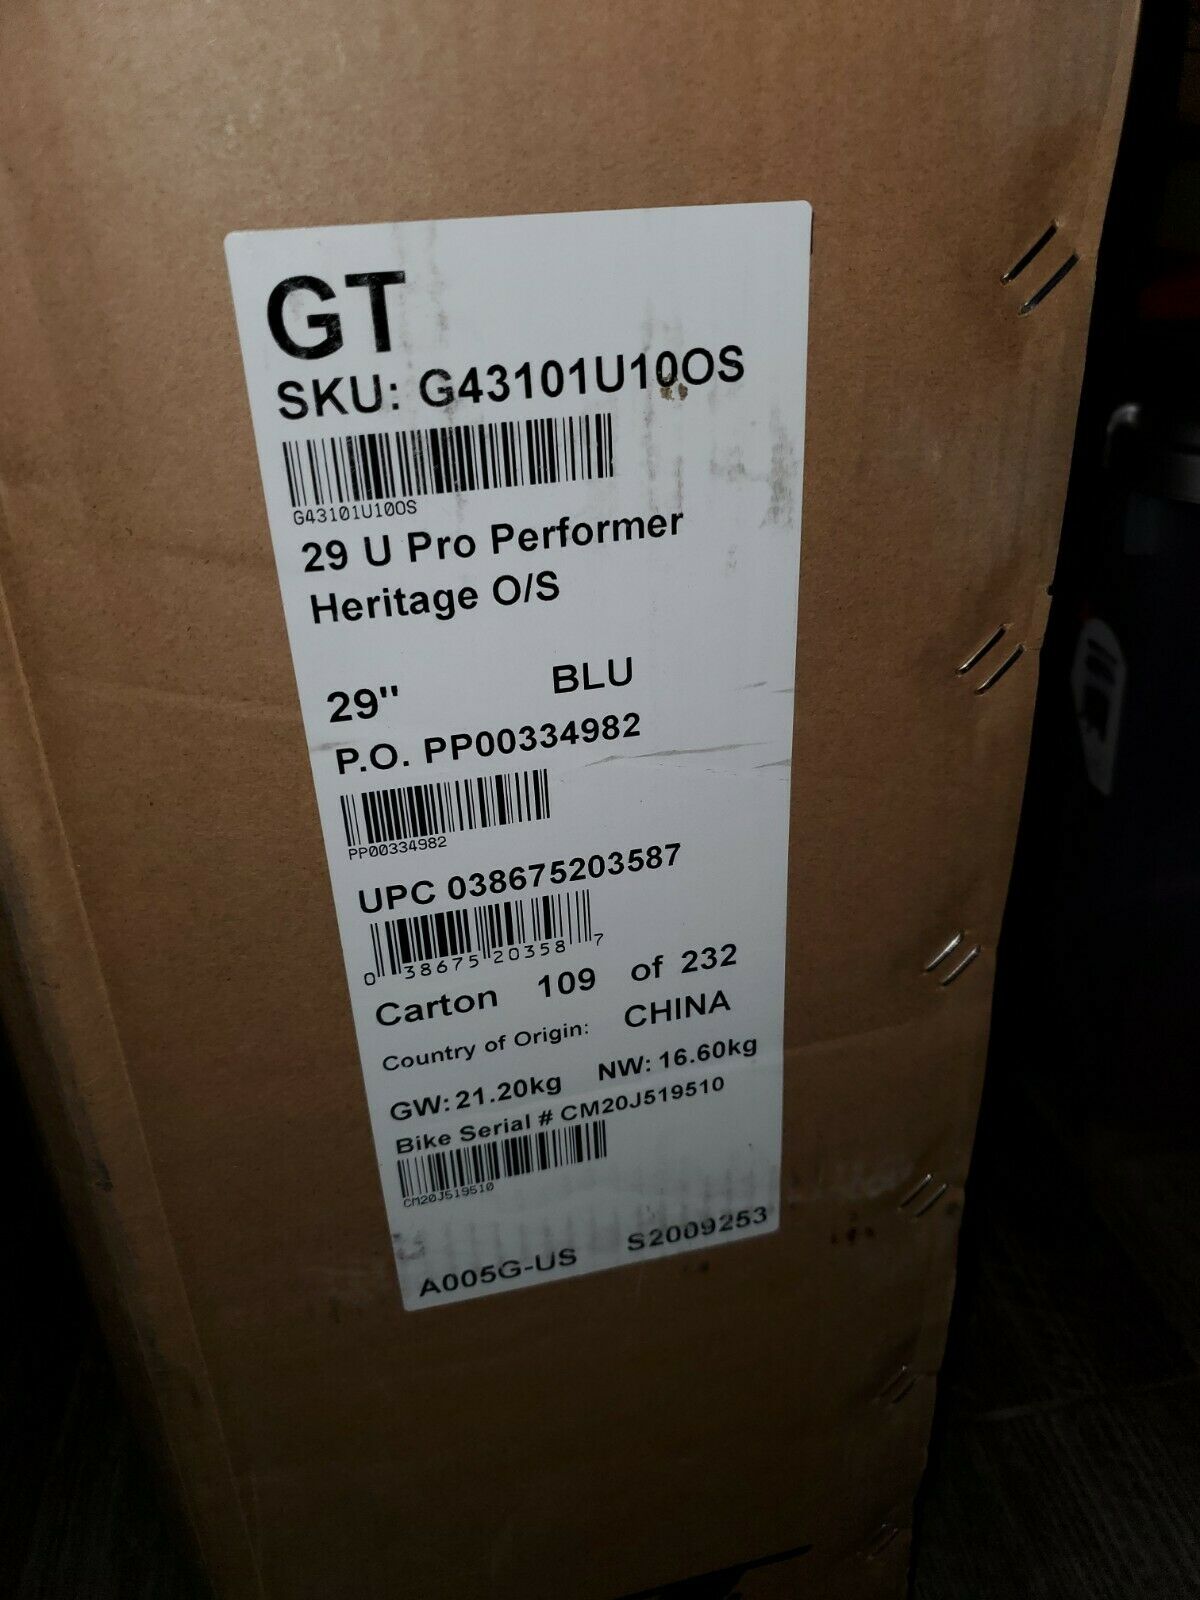 GT
SKU: G43101U10OS
G43101U10OS
29 U Pro Performer
Heritage O/S
29" BLU
P.O. PP00334982
PP00334982
UPC 038675203587
0 38675 20358 7
Carton 109 of 232
Country of Origin: CHINA
GW: 21.20kg NW: 16.60kg
Bike Serial # CM20J519510
CM20J519510
A005G-US S2009253